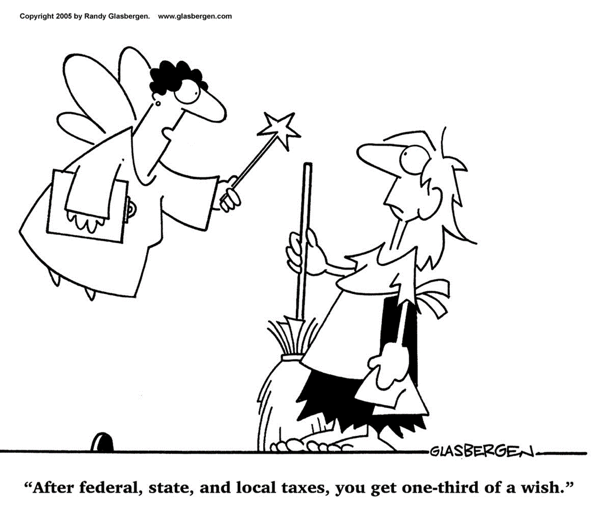 Copyright 2005 by Randy Glasbergen. www.glasbergen.com
GLASBERGEN
“After federal, state, and local taxes, you get one-third of a wish.”